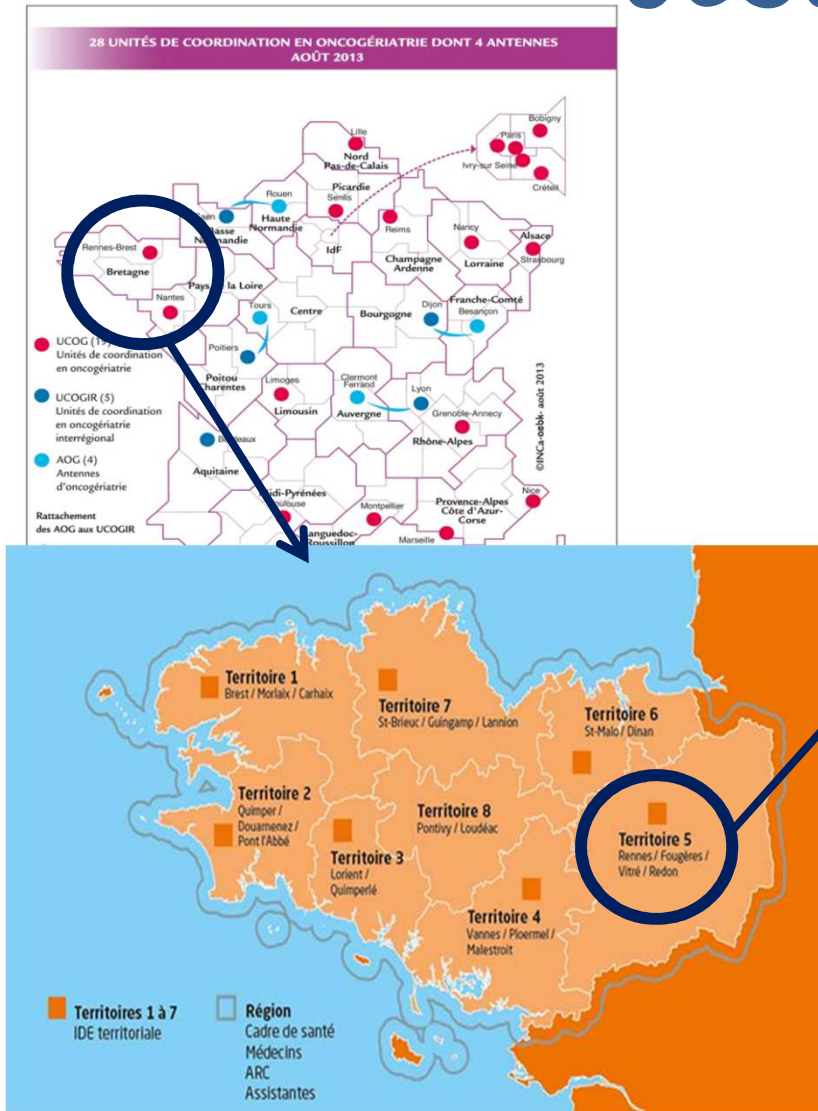 28 UNITÉS DE COORDINATION EN ONCOGÉRIATRIE DONT 4 ANTENNES
AOÛT 2013
Lille
Nord
Pas-de-Calais
Picardie
Senlis
Bobigny
Paris
Ivry-sur Seine
Créteil
Rouen
Haute
Normandie
Normandie
IdF
Reims
Champagne
Ardenne
Nancy
Lorraine
Alsace
Strasbourg
Rennes-Brest
Bretagne
Nantes
la Loire
Tours
Centre
Bourgogne
Dijon
Franche-Comté
Besançon
Poitiers
Poitou
Charentes
Limoges
Limousin
Clermont
Ferrand
Auvergne
Lyon
Grenoble-Annecy
Rhône-Alpes
Aquitaine
Montpellier
Provence-Alpes
Côte d'Azur-
Corse
Nice
Marseille
UCOG
Unités de coordination
en oncogériatrie
UCOGIR (5)
Unités de coordination
en oncogériatrie
interrégional
AOG (4)
Antennes
d'oncogériatrie
Rattachement
des AOG aux UCOGIR
août 2013
Territoire 1
Brest / Morlaix / Carhaix
Territoire 7
St-Brieuc / Guingamp / Lannion
Territoire 6
St-Malo / Dinan
Territoire 2
Quimper /
Douarnenez /
Pont l'Abbé
Territoire 3
Lorient /
Quimperlé
Territoire 8
Pontivy / Loudéac
Territoire 5
Rennes / Fougères /
Vitré / Redon
Territoire 4
Vannes / Ploermel /
Malestroit
Territoires 1 à 7
IDE territoriale
Région
Cadre de santé
Médecins
ARC
Assistantes